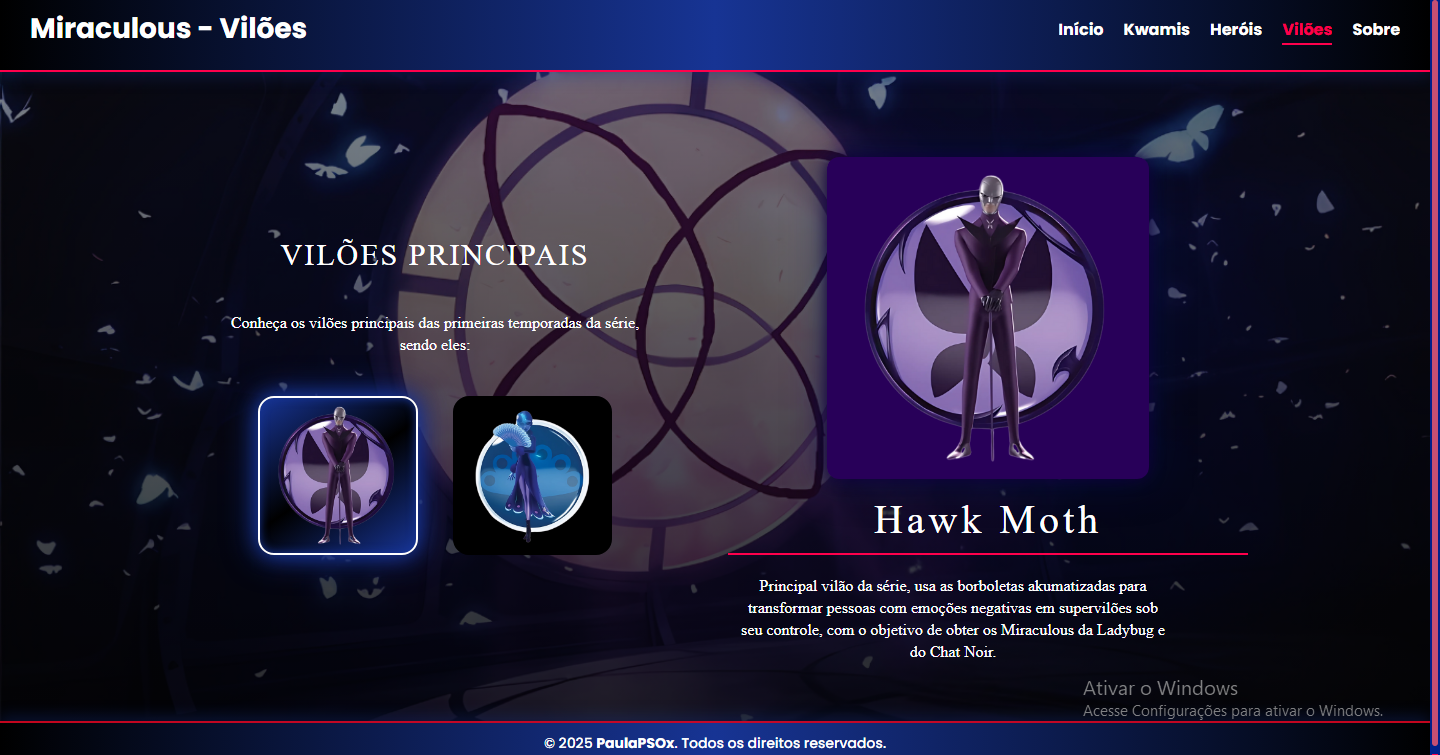 Miraculous - Vilões
Início Kwamis Heróis Vilões Sobre
VILÕES PRINCIPAIS
Conheça os vilões principais das primeiras temporadas da série,
sendo eles:
Hawk Moth
Principal vilão da série, usa as borboletas akumatizadas para
transformar pessoas com emoções negativas em supervilões sob
seu controle, com o objetivo de obter os Miraculous da Ladybug e
do Chat Noir.
Ativar o Windows
Acesse Configurações para ativar o Windows.
© 2025 PaulaPSOx. Todos os direitos reservados.